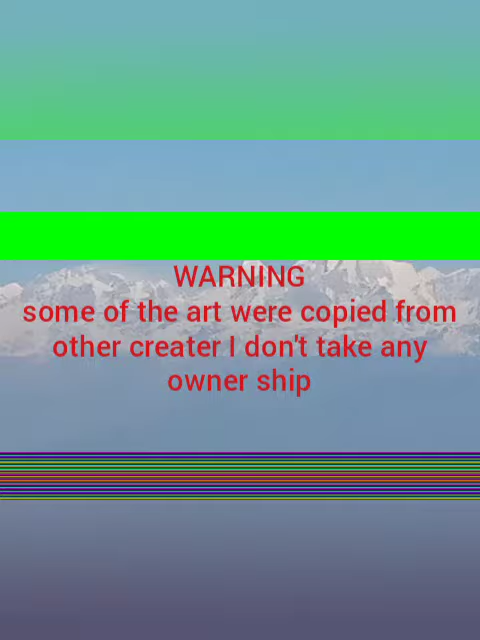 WARNING
some of the art were copied from
other creater I don't take any
owner ship